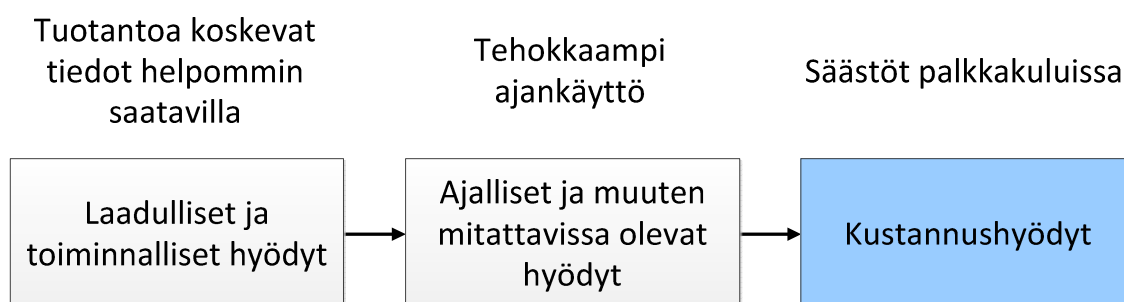 Tuotantoa koskevat
tiedot helpommin
saatavilla
Tehokkaampi
ajankäyttö
Säästöt palkkakuluissa
Laadulliset ja
toiminnalliset hyödyt
Ajalliset ja muuten
mitattavissa olevat
hyödyt
Kustannushyödyt